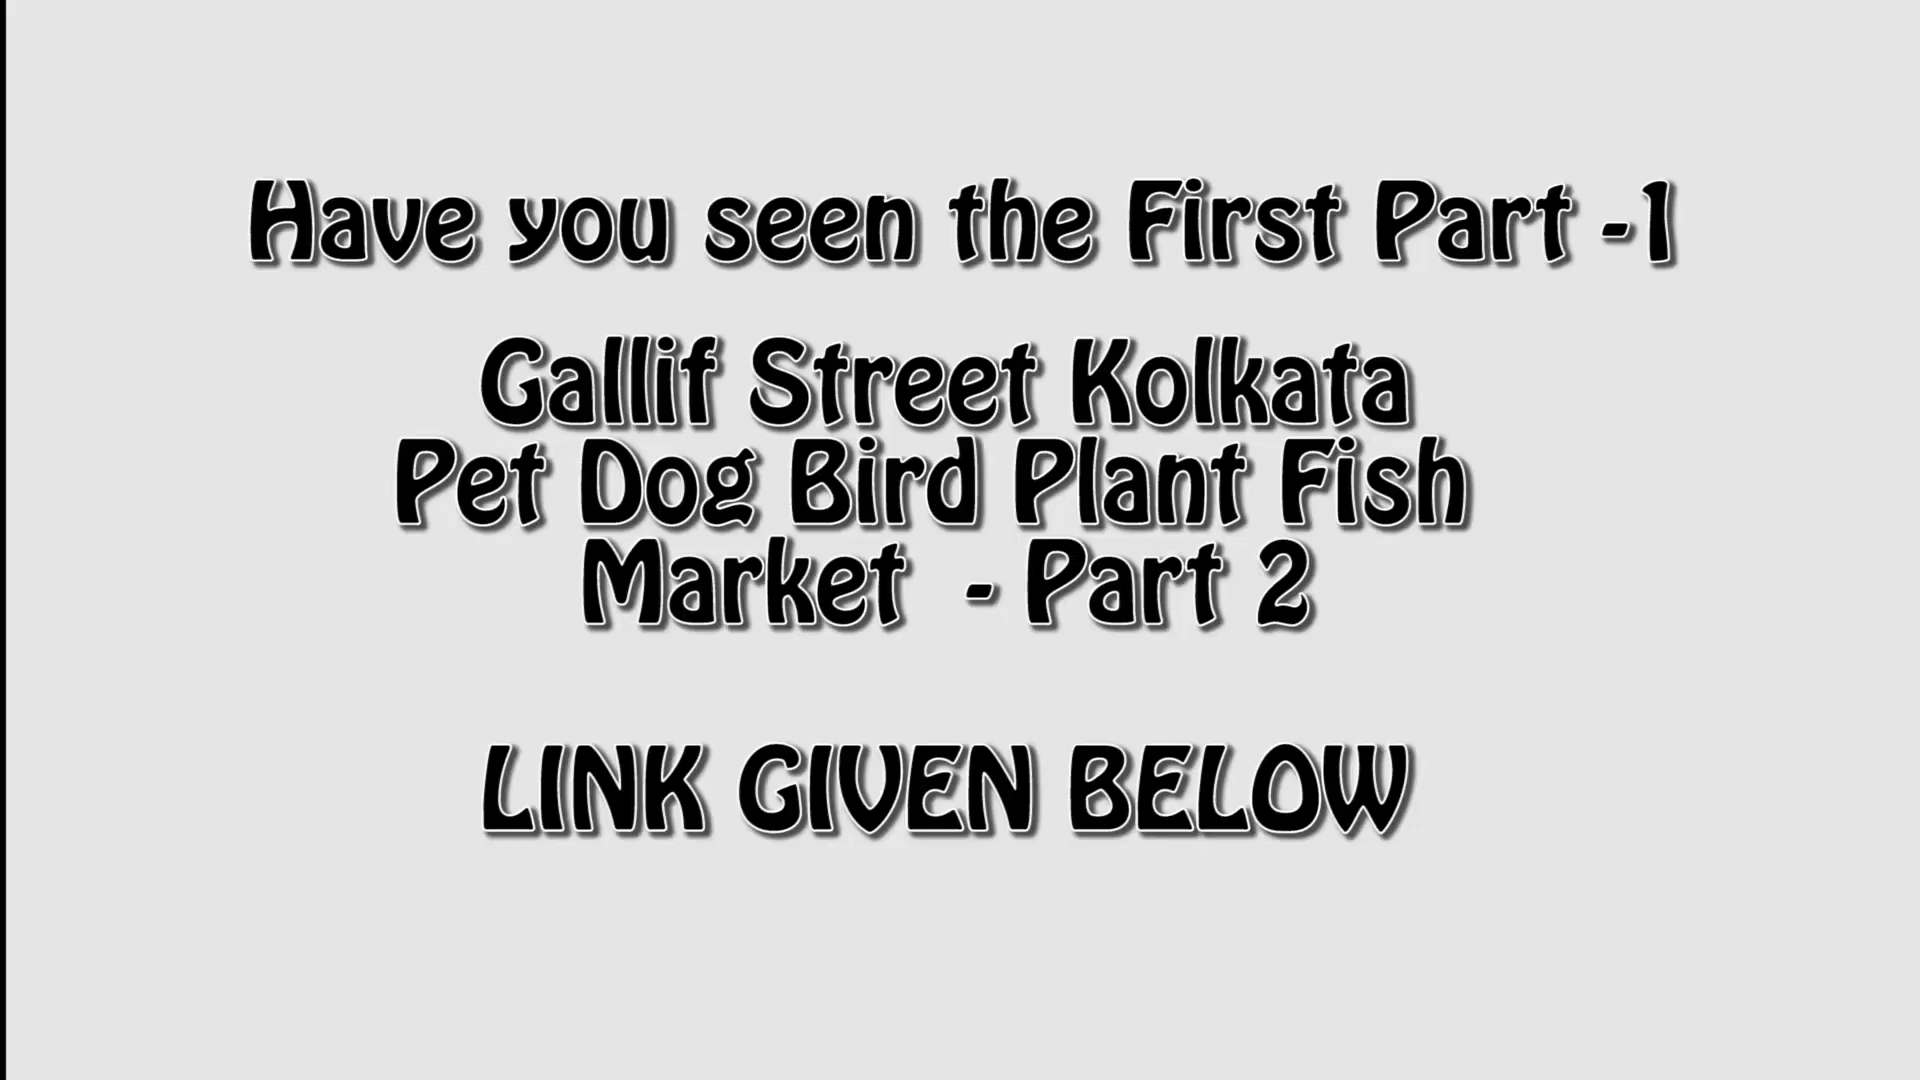 Have you seen the First Part -1
Gallif Street Kolkata
Pet Dog Bird Plant Fish
Market - Part 2
LINK GIVEN BELOW